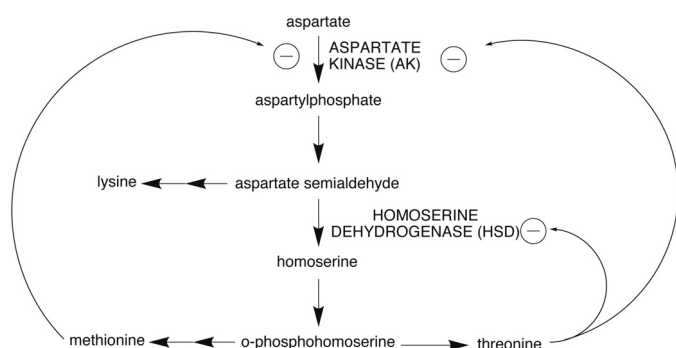 aspartate
ASPARTATE
KINASE (AK)
aspartylphosphate
lysine
aspartate semialdehyde
HOMOSERINE
DEHYDROGENASE (HSD)
homoserine
methionine
o-phosphohomoserine
threonine